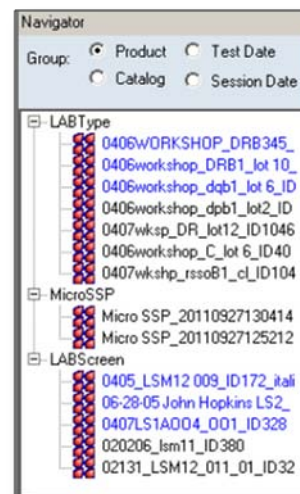 Navigator
Group: Product Test Date
Catalog Session Date
LABType
0406WORKSHOP_DRB345_
0406workshop_DRB1_lot 10_
0406workshop_dqb1_lot 6_ID
0406workshop_dpb1_lot2_ID
0407wksp_DR_lot12_ID1046
0406workshop_C_lot 6_ID40
0407wkshp_rssoB1_cl_ID104
MicroSSP
Micro SSP_20110927130414
Micro SSP_20110927125212
LABScreen
0405_LSM12 009_ID172_itali
06-28-05 John Hopkins LS2_
0407LS1AOO4_OO1_ID328
020206_lsm11_ID380
02131_LSM12_011_01_ID32